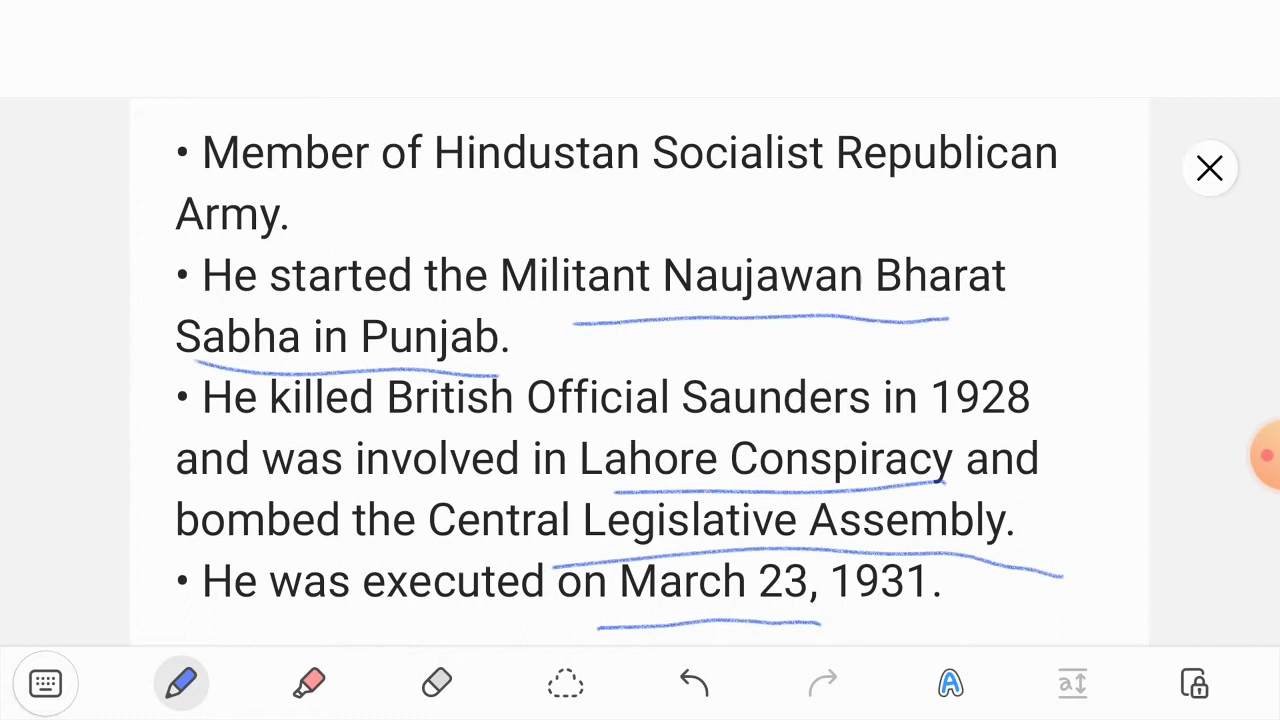 • Member of Hindustan Socialist Republican
Army.
• He started the Militant Naujawan Bharat
Sabha in Punjab.
• He killed British Official Saunders in 1928
and was involved in Lahore Conspiracy and
bombed the Central Legislative Assembly.
• He was executed on March 23, 1931.